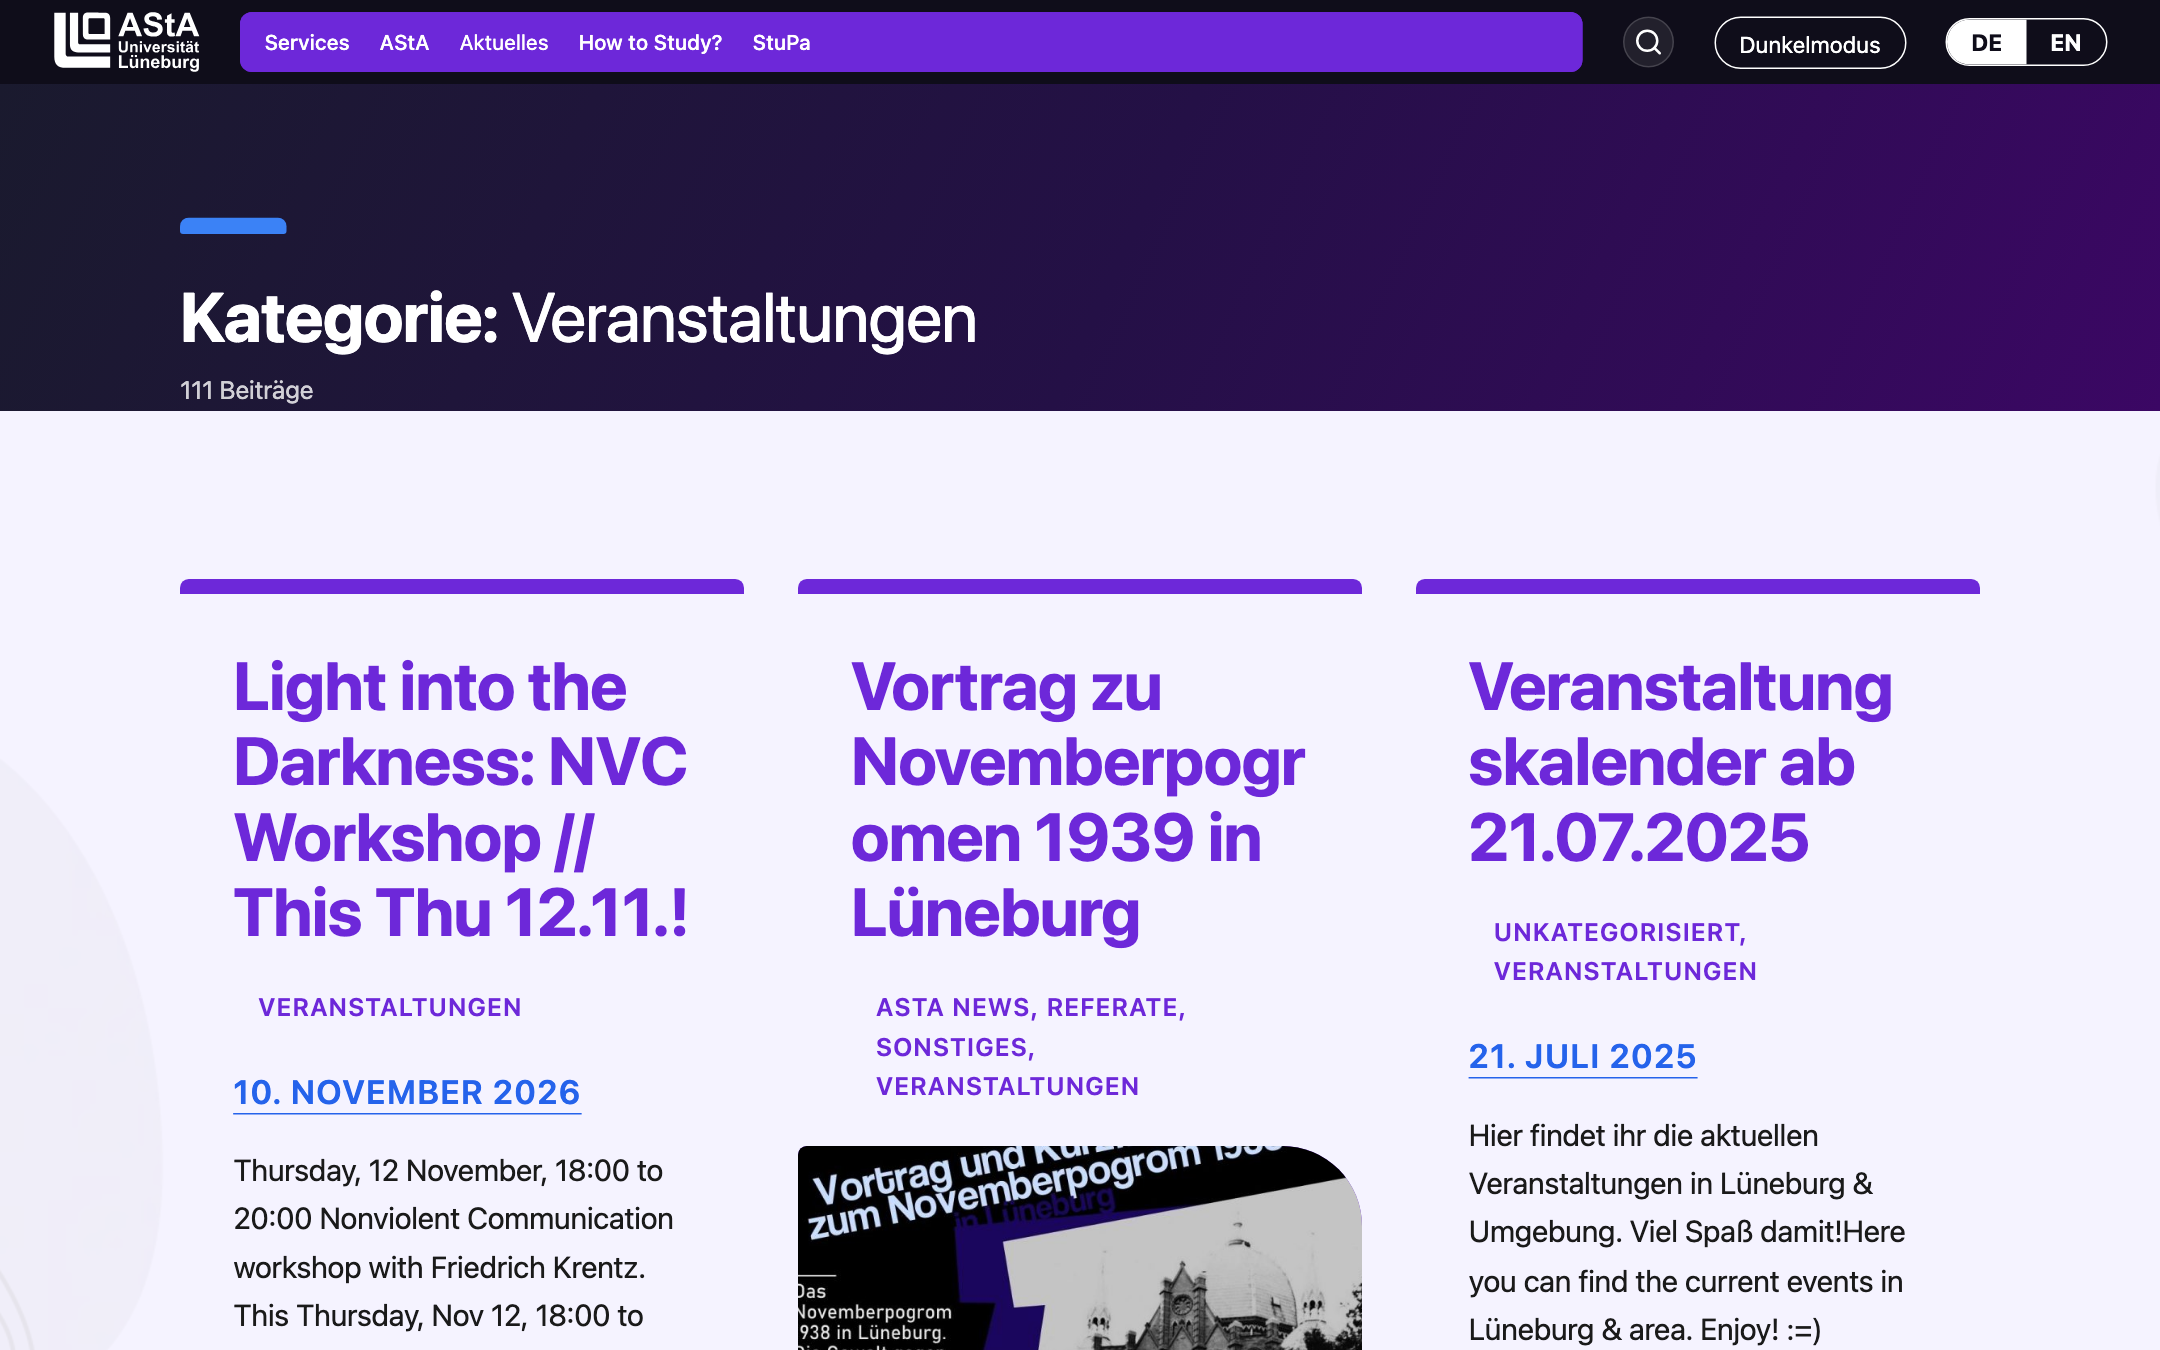 AStA
Universität
Lüneburg
Services
AStA
Aktuelles
How to Study?
StuPa
Dunkelmodus
DE
EN
Kategorie: Veranstaltungen
111 Beiträge
Light into the
Darkness: NVC
Workshop //
This Thu 12.11.!
VERANSTALTUNGEN
10. NOVEMBER 2026
Thursday, 12 November, 18:00 to
20:00 Nonviolent Communication
workshop with Friedrich Krentz.
This Thursday, Nov 12, 18:00 to
Vortrag zu
Novemberpogr
omen 1939 in
Lüneburg
ASTA NEWS, REFERATE,
SONSTIGES,
VERANSTALTUNGEN
Vortrag und
zum Novemberpogrom
in Lüneburg
Das
Novemberpogrom
1938 in Lüneburg.
Veranstaltung
skalender ab
21.07.2025
UNKATEGORISIERT,
VERANSTALTUNGEN
21. JULI 2025
Hier findet ihr die aktuellen
Veranstaltungen in Lüneburg &
Umgebung. Viel Spaß damit!Here
you can find the current events in
Lüneburg & area. Enjoy! :=)